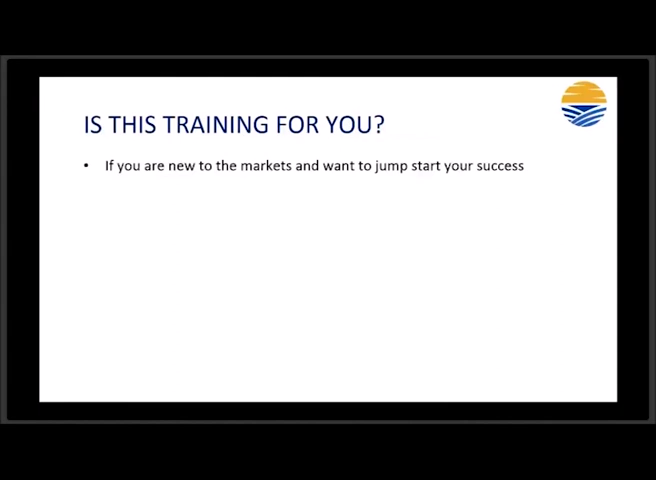 IS THIS TRAINING FOR YOU?
• If you are new to the markets and want to jump start your success